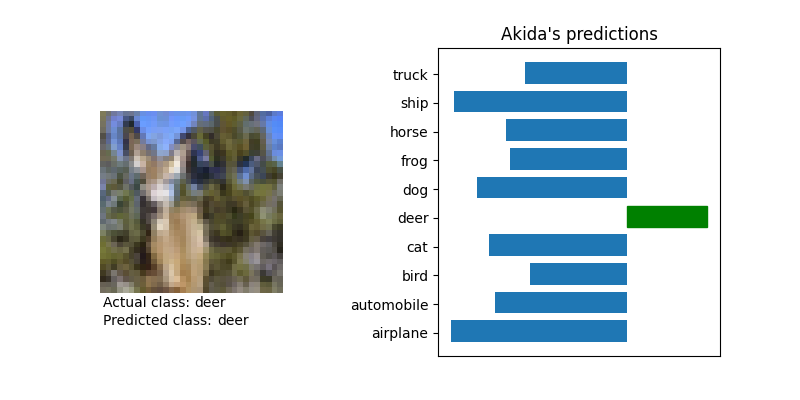 Akida's predictions
truck
ship
horse
frog
dog
deer
cat
bird
automobile
airplane
Actual class: deer
Predicted class: deer